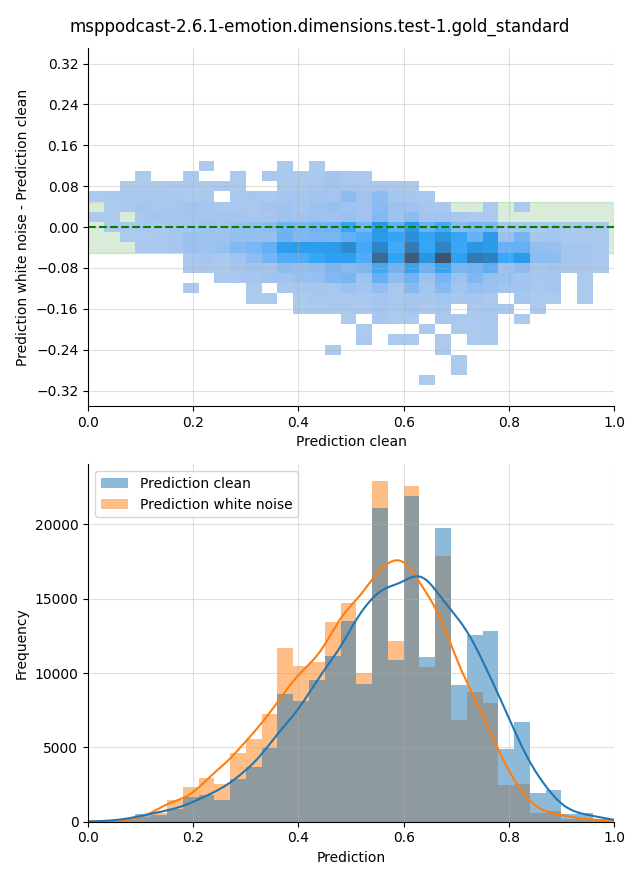 msppodcast-2.6.1-emotion.dimensions.test-1.gold_standard
Prediction white noise - Prediction clean
0.32
0.24
0.16
0.08
0.00
−0.08
−0.16
−0.24
−0.32
0.0 0.2 0.4 0.6 0.8 1.0
Prediction clean
Prediction clean
Prediction white noise
Frequency
20000
15000
10000
5000
0
0.0 0.2 0.4 0.6 0.8 1.0
Prediction